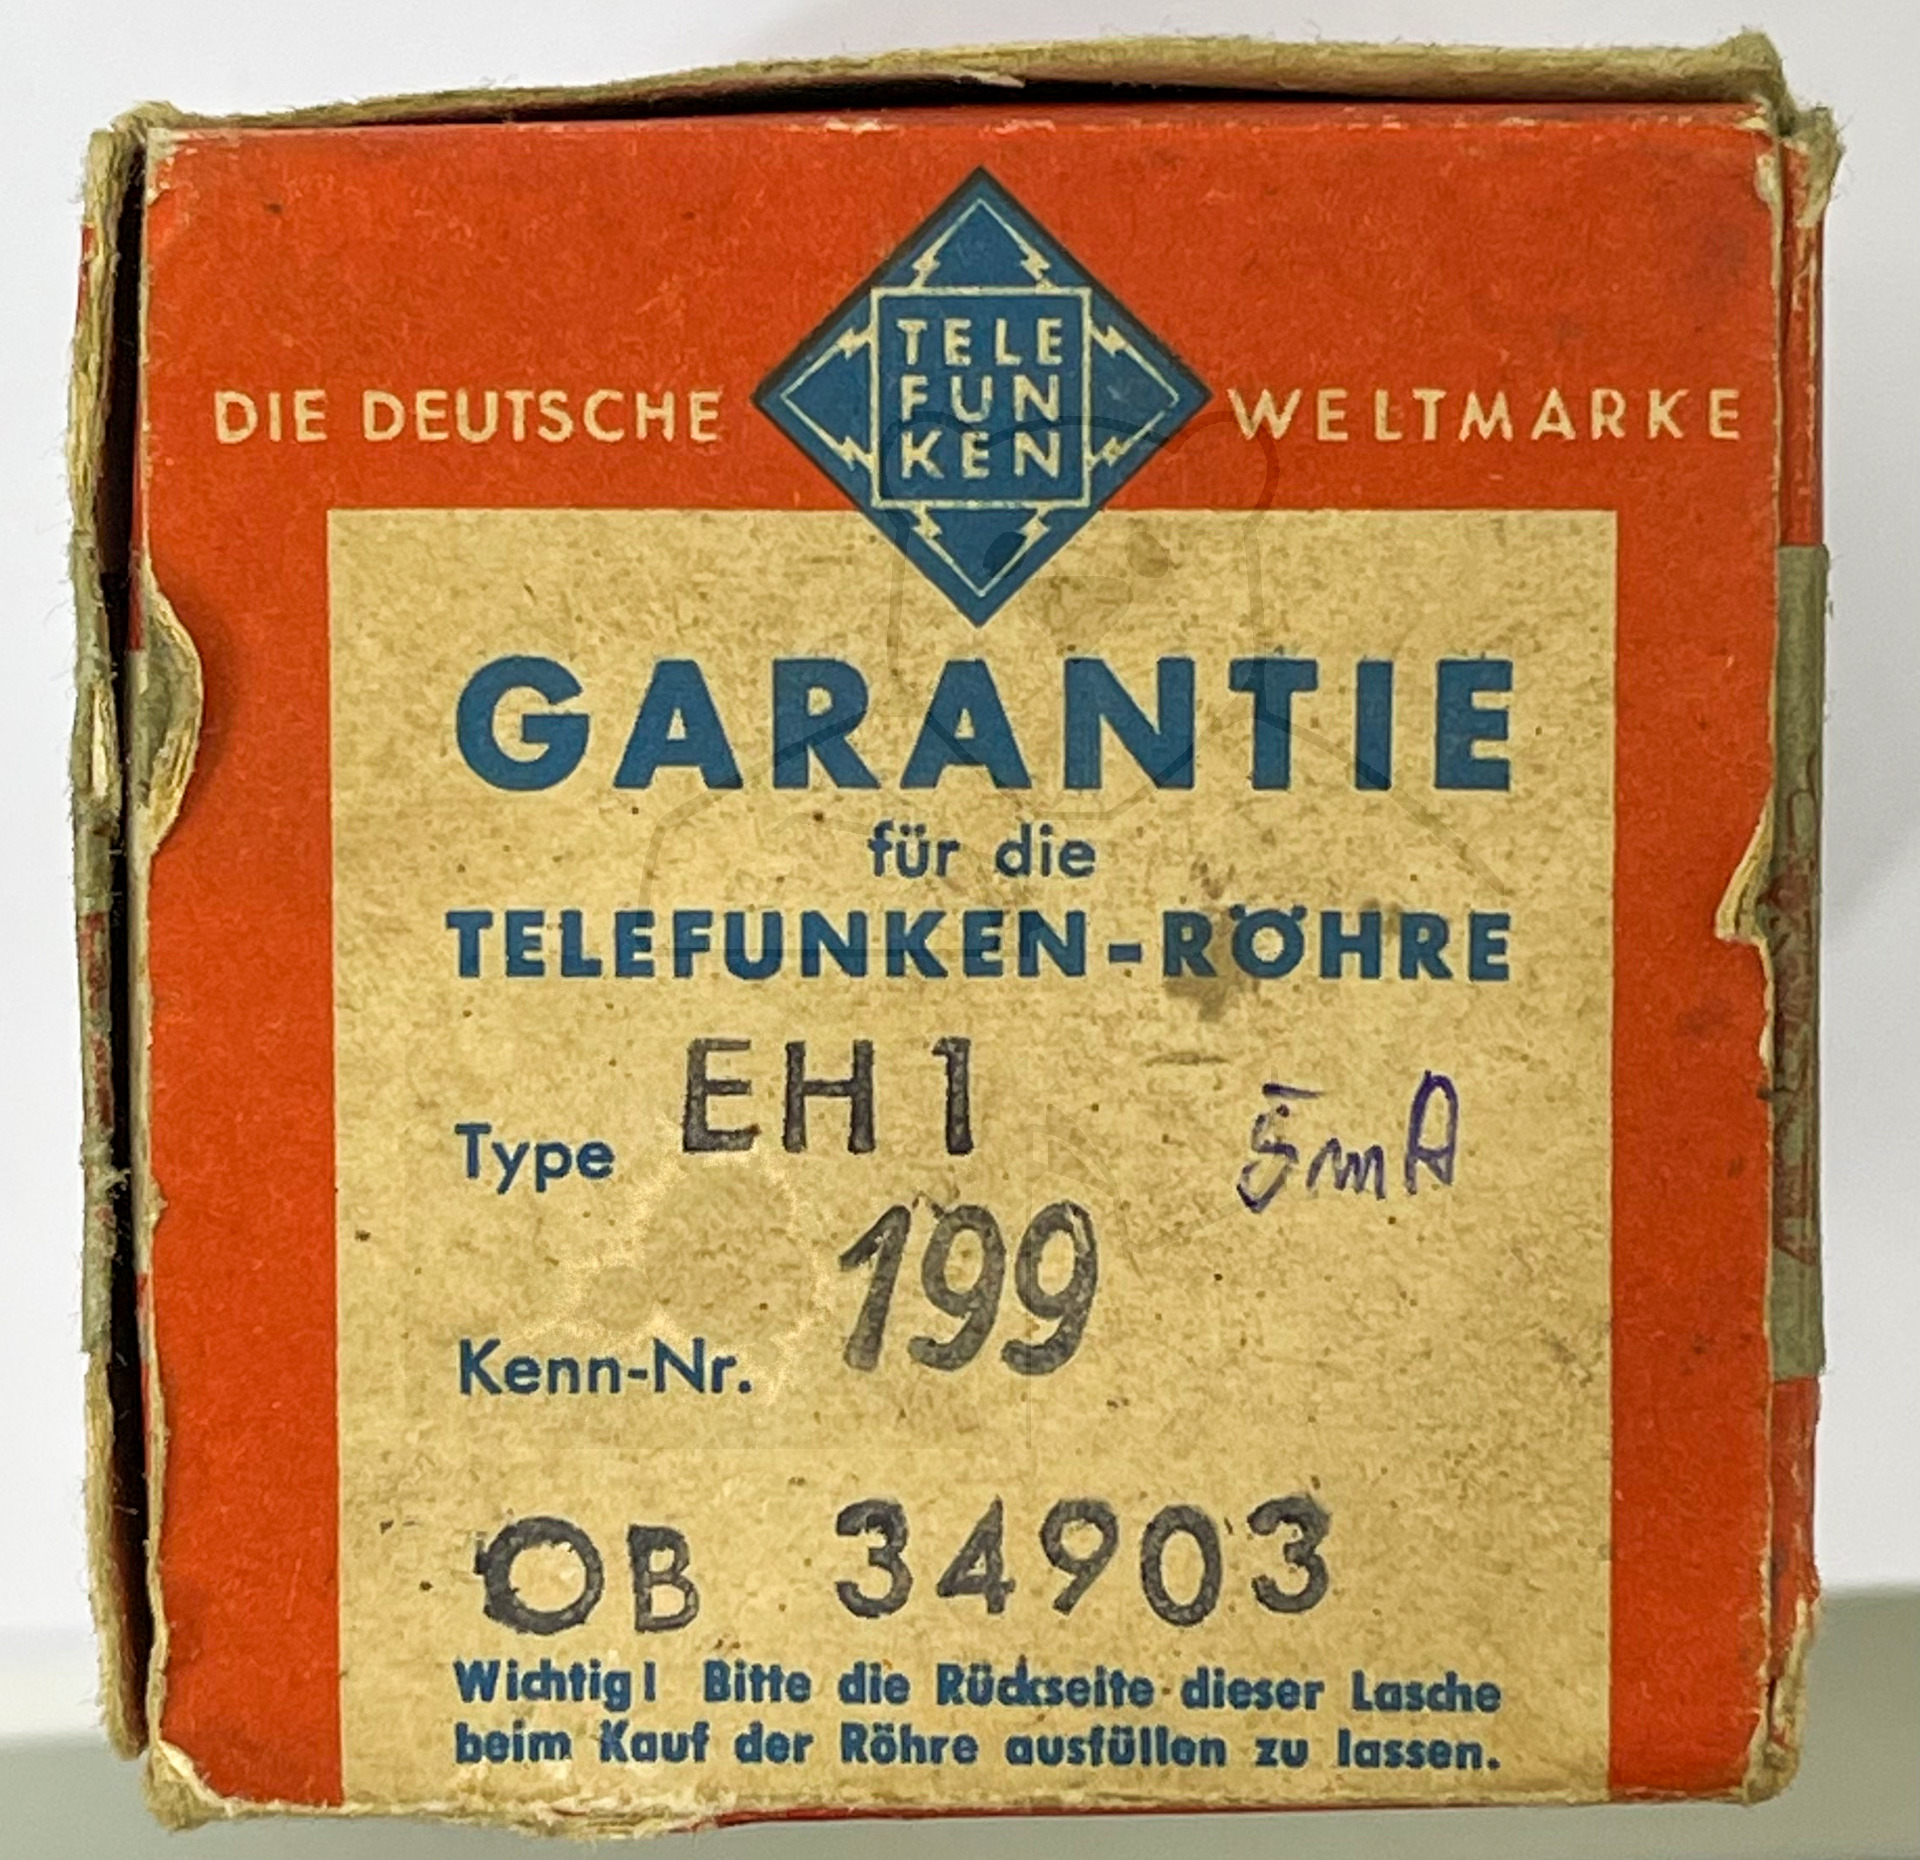 TELE
FUN
KEN
DIE DEUTSCHE WELTMARKE
GARANTIE
für die
TELEFUNKEN-RÖHRE
Type EH1
5mA
Kenn-Nr. 199
OB 34903
Wichtig! Bitte die Rückseite dieser Lasche
beim Kauf der Röhre ausfüllen zu lassen.